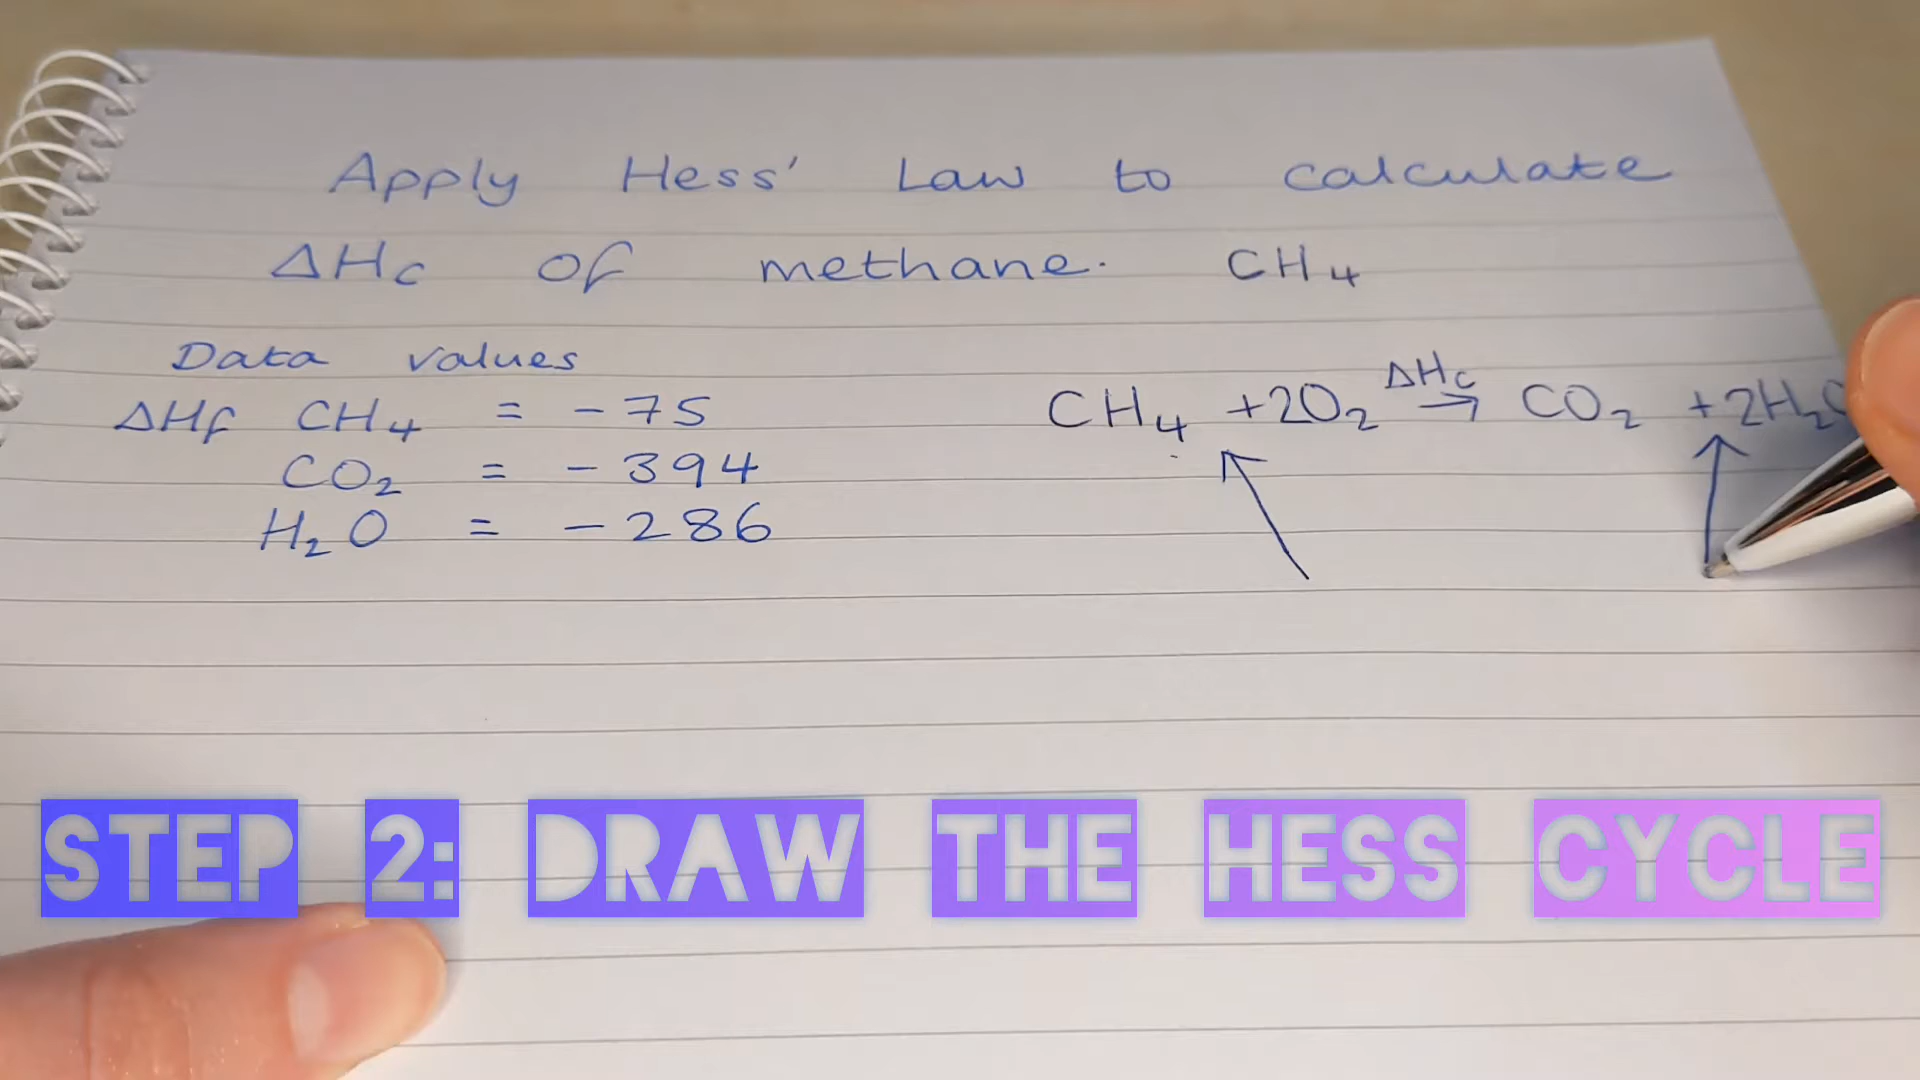 Apply Hess' Law to calculate
ΔHc of methane. CH₄
Data values
ΔHf CH₄ = -75
CO₂ = -394
H₂O = -286
CH₄ +2O₂ ΔHc → CO₂ +2H₂O
STEP 2: DRAW THE HESS CYCLE